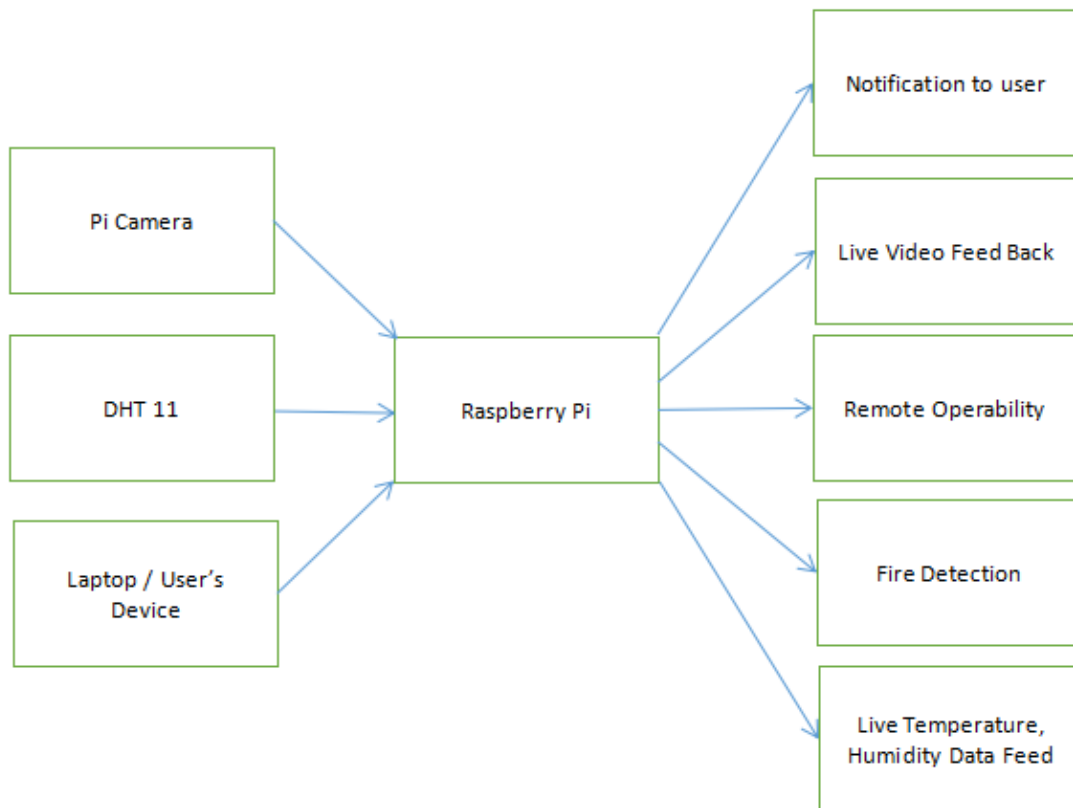 Pi Camera
DHT 11
Laptop / User’s
Device
Raspberry Pi
Notification to user
Live Video Feed Back
Remote Operability
Fire Detection
Live Temperature,
Humidity Data Feed